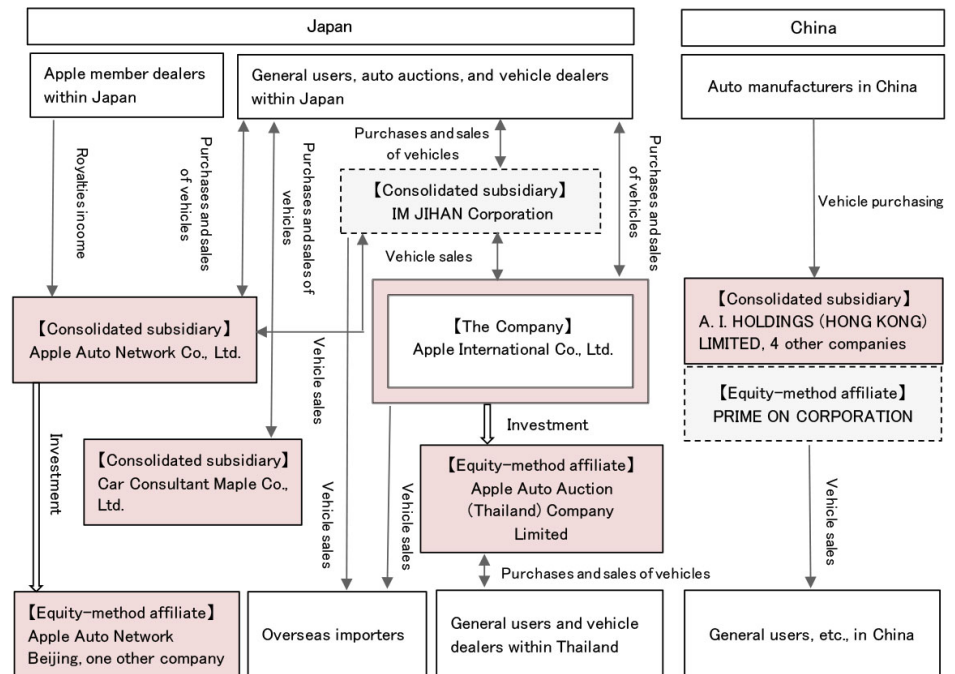 Japan
China
Apple member dealers
within Japan
General users, auto auctions, and vehicle dealers
within Japan
Auto manufacturers in China
Royalties income
Purchases and sales
of vehicles
Purchases and sales of
vehicles
Purchases and sales
of vehicles
Purchases and sales
of vehicles
Vehicle purchasing
【Consolidated subsidiary】
IM JIHAN Corporation
Vehicle sales
【Consolidated subsidiary】
Apple Auto Network Co., Ltd.
【The Company】
Apple International Co., Ltd.
【Consolidated subsidiary】
A. I. HOLDINGS (HONG KONG)
LIMITED, 4 other companies
【Equity-method affiliate】
PRIME ON CORPORATION
Vehicle sales
Investment
Investment
【Consolidated subsidiary】
Car Consultant Maple Co.,
Ltd.
【Equity-method affiliate】
Apple Auto Auction
(Thailand) Company
Limited
Vehicle sales
Vehicle sales
Vehicle sales
Purchases and sales of vehicles
【Equity-method affiliate】
Apple Auto Network
Beijing, one other company
Overseas importers
General users and vehicle
dealers within Thailand
General users, etc., in China